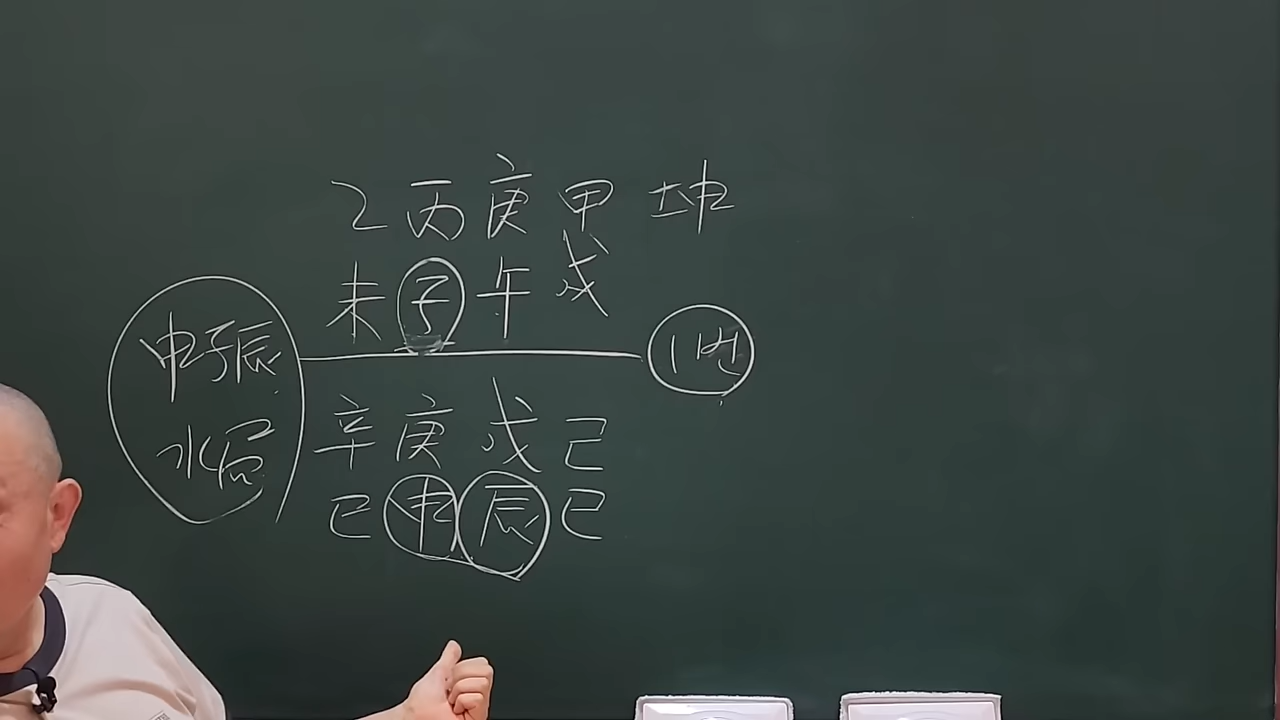 乙丙庚甲 坤
未子午戌
申子辰
水局
1번
辛庚戊己
巳申辰巳